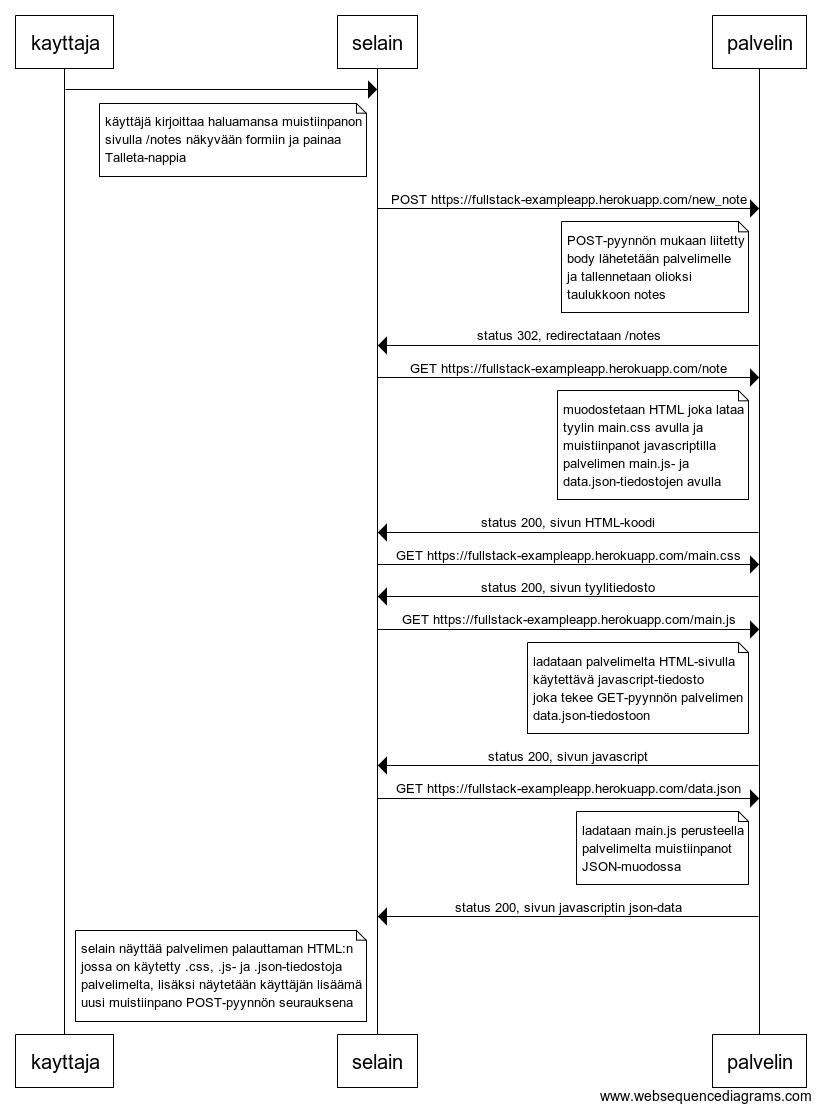 kayttaja
selain
palvelin
käyttäjä kirjoittaa haluamansa muistiinpanon
sivulla /notes näkyvään formiin ja painaa
Talleta-nappia
POST https://fullstack-exampleapp.herokuapp.com/new_note
POST-pyynnön mukaan liitetty
body lähetetään palvelimelle
ja tallennetaan olioksi
taulukkoon notes
status 302, redirectataan /notes
GET https://fullstack-exampleapp.herokuapp.com/note
muodostetaan HTML joka lataa
tyylin main.css avulla ja
muistiinpanot javascriptilla
palvelimen main.js- ja
data.json-tiedostojen avulla
status 200, sivun HTML-koodi
GET https://fullstack-exampleapp.herokuapp.com/main.css
status 200, sivun tyylitiedosto
GET https://fullstack-exampleapp.herokuapp.com/main.js
ladataan palvelimelta HTML-sivulla
käytettävä javascript-tiedosto
joka tekee GET-pyynnön palvelimen
data.json-tiedostoon
status 200, sivun javascript
GET https://fullstack-exampleapp.herokuapp.com/data.json
ladataan main.js perusteella
palvelimelta muistiinpanot
JSON-muodossa
status 200, sivun javascriptin json-data
selain näyttää palvelimen palauttaman HTML:n
jossa on käytetty .css, .js- ja .json-tiedostoja
palvelimelta, lisäksi näytetään käyttäjän lisäämä
uusi muistiinpano POST-pyynnön seurauksena
kayttaja
selain
palvelin
www.websequencediagrams.com